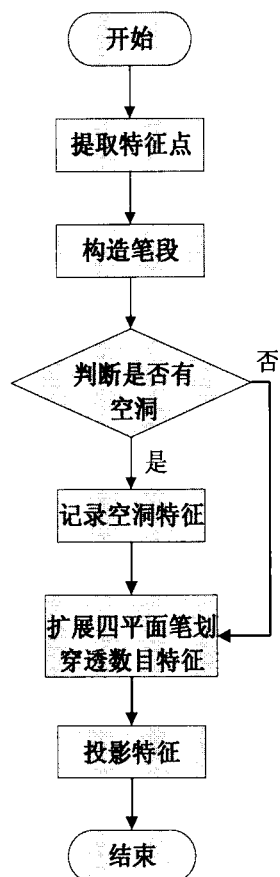 开始
提取特征点
构造笔段
判断是否有
空洞
否
是
记录空洞特征
扩展四平面笔划
穿透数目特征
投影特征
结束